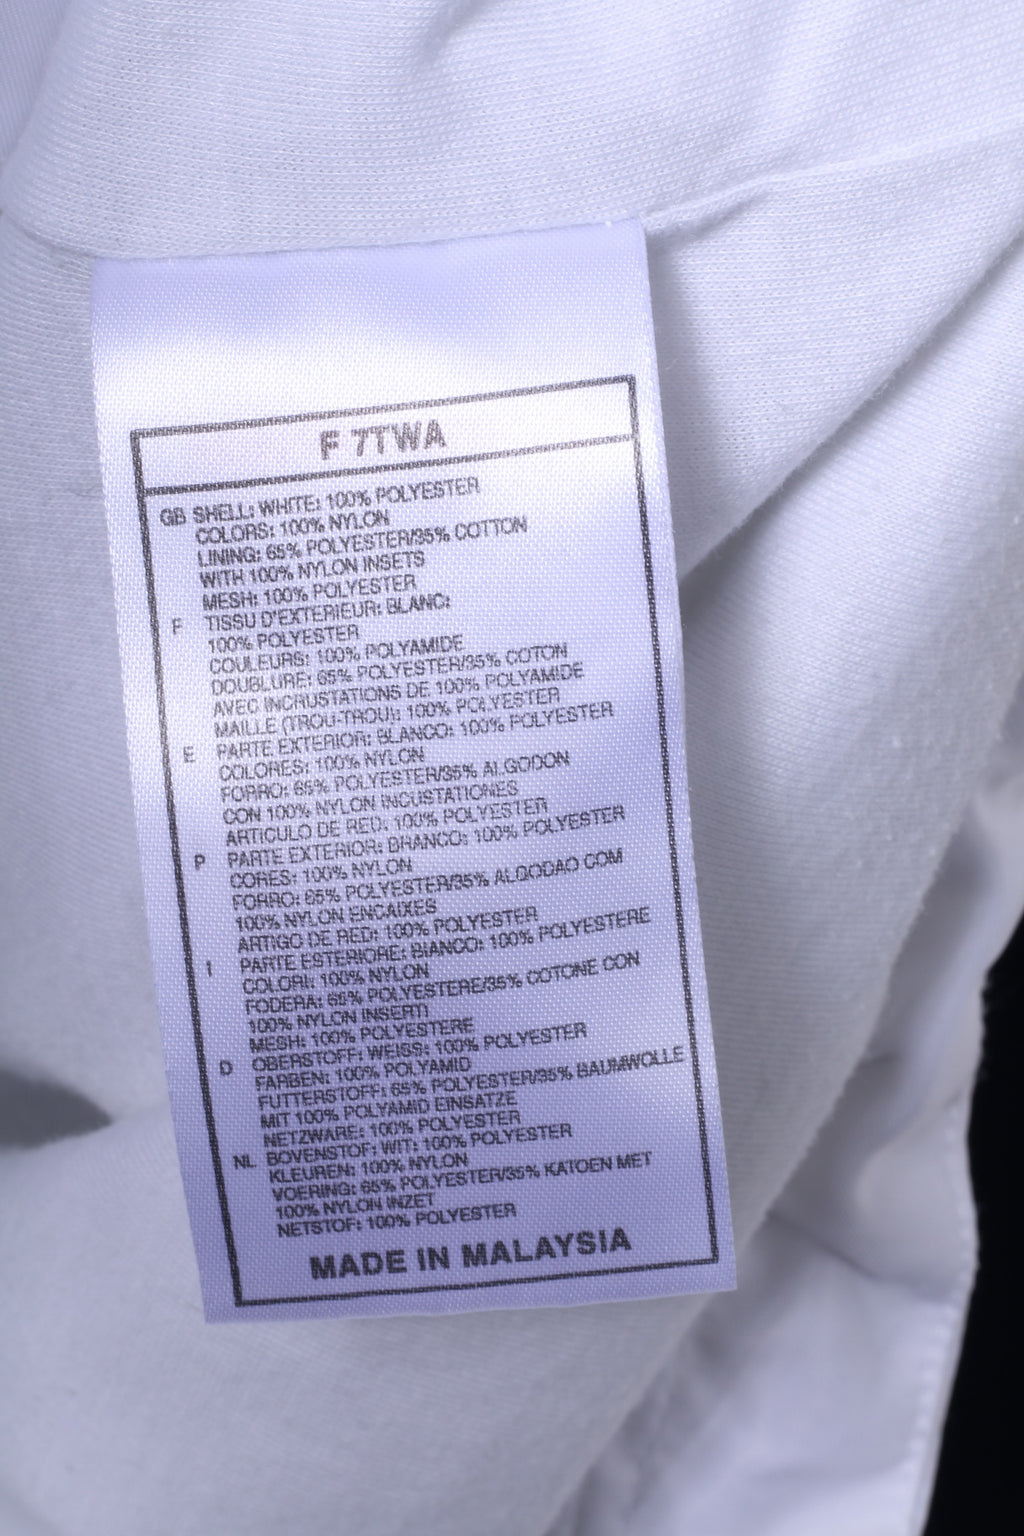 F 7TWA
GB SHELL: WHITE: 100% POLYESTER
COLORS: 100% NYLON
LINING: 65% POLYESTER/35% COTTON
WITH 100% NYLON INSETS
MESH: 100% POLYESTER
F TISSU D'EXTERIEUR: BLANC:
100% POLYESTER
COULEURS: 100% POLYAMIDE
DOUBLURE: 65% POLYESTER/35% COTON
AVEC INCRUSTATIONS DE 100% POLYAMIDE
MAILLE (TROU-TROU): 100% POLYESTER
E PARTE EXTERIOR: BLANCO: 100% POLYESTER
COLORES: 100% NYLON
FORRO: 65% POLYESTER/35% ALGODON
CON 100% NYLON INCUSTATIONES
ARTICULO DE RED: 100% POLYESTER
P PARTE EXTERIOR: BRANCO: 100% POLYESTER
CORES: 100% NYLON
FORRO: 65% POLYESTER/35% ALGODAO COM
100% NYLON ENCAIXES
ARTIGO DE RED: 100% POLYESTER
I PARTE ESTERIORE: BIANCO: 100% POLYESTERE
COLORI: 100% NYLON
FODERA: 65% POLYESTERE/35% COTONE CON
100% NYLON INSERTI
MESH: 100% POLYESTERE
D OBERSTOFF: WEISS: 100% POLYESTER
FARBEN: 100% POLYAMID
FUTTERSTOFF: 65% POLYESTER/35% BAUMWOLLE
MIT 100% POLYAMID EINSATZE
NETZWARE: 100% POLYESTER
NL BOVENSTOF: WIT: 100% POLYESTER
KLEUREN: 100% NYLON
VOERING: 65% POLYESTER/35% KATOEN MET
100% NYLON INZET
NETSTOF: 100% POLYESTER
MADE IN MALAYSIA